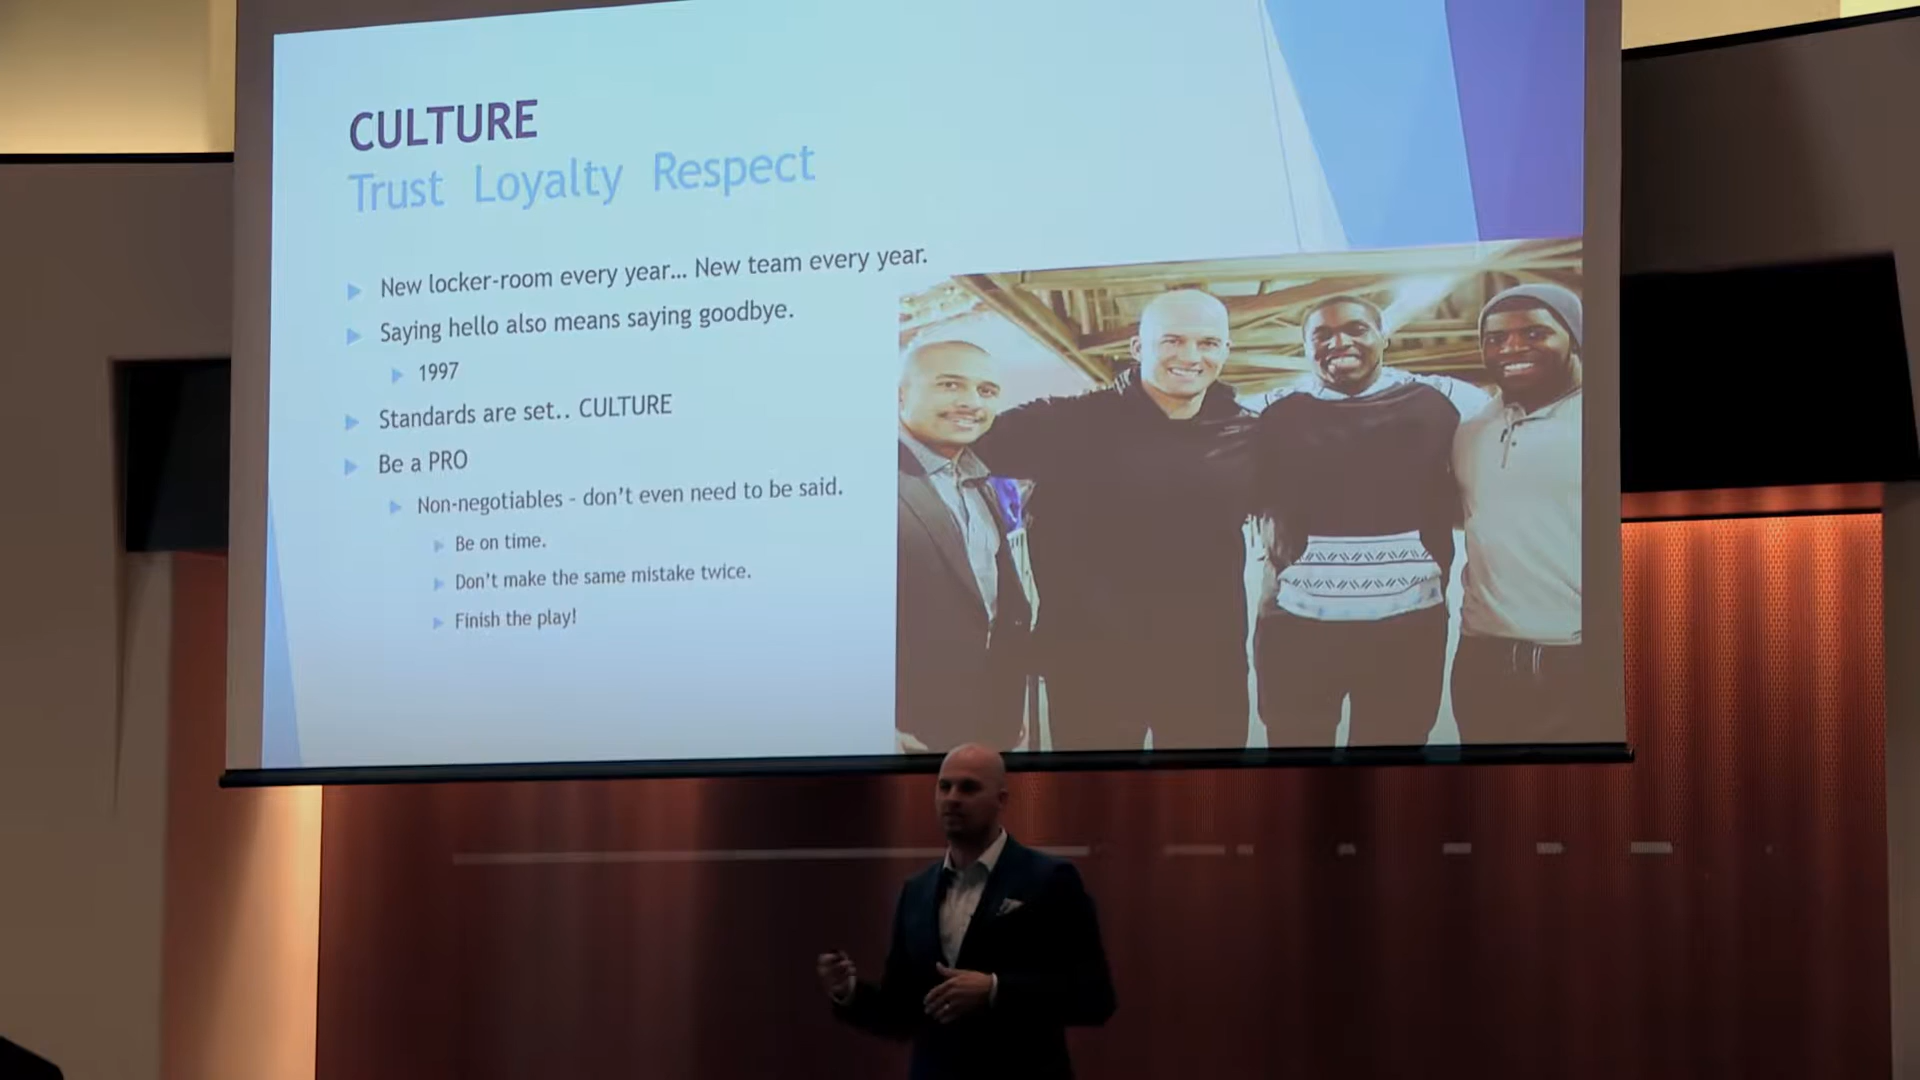 CULTURE
Trust Loyalty Respect
New locker-room every year... New team every year.
Saying hello also means saying goodbye.
1997
Standards are set.. CULTURE
Be a PRO
Non-negotiables - don't even need to be said.
Be on time.
Don't make the same mistake twice.
Finish the play!